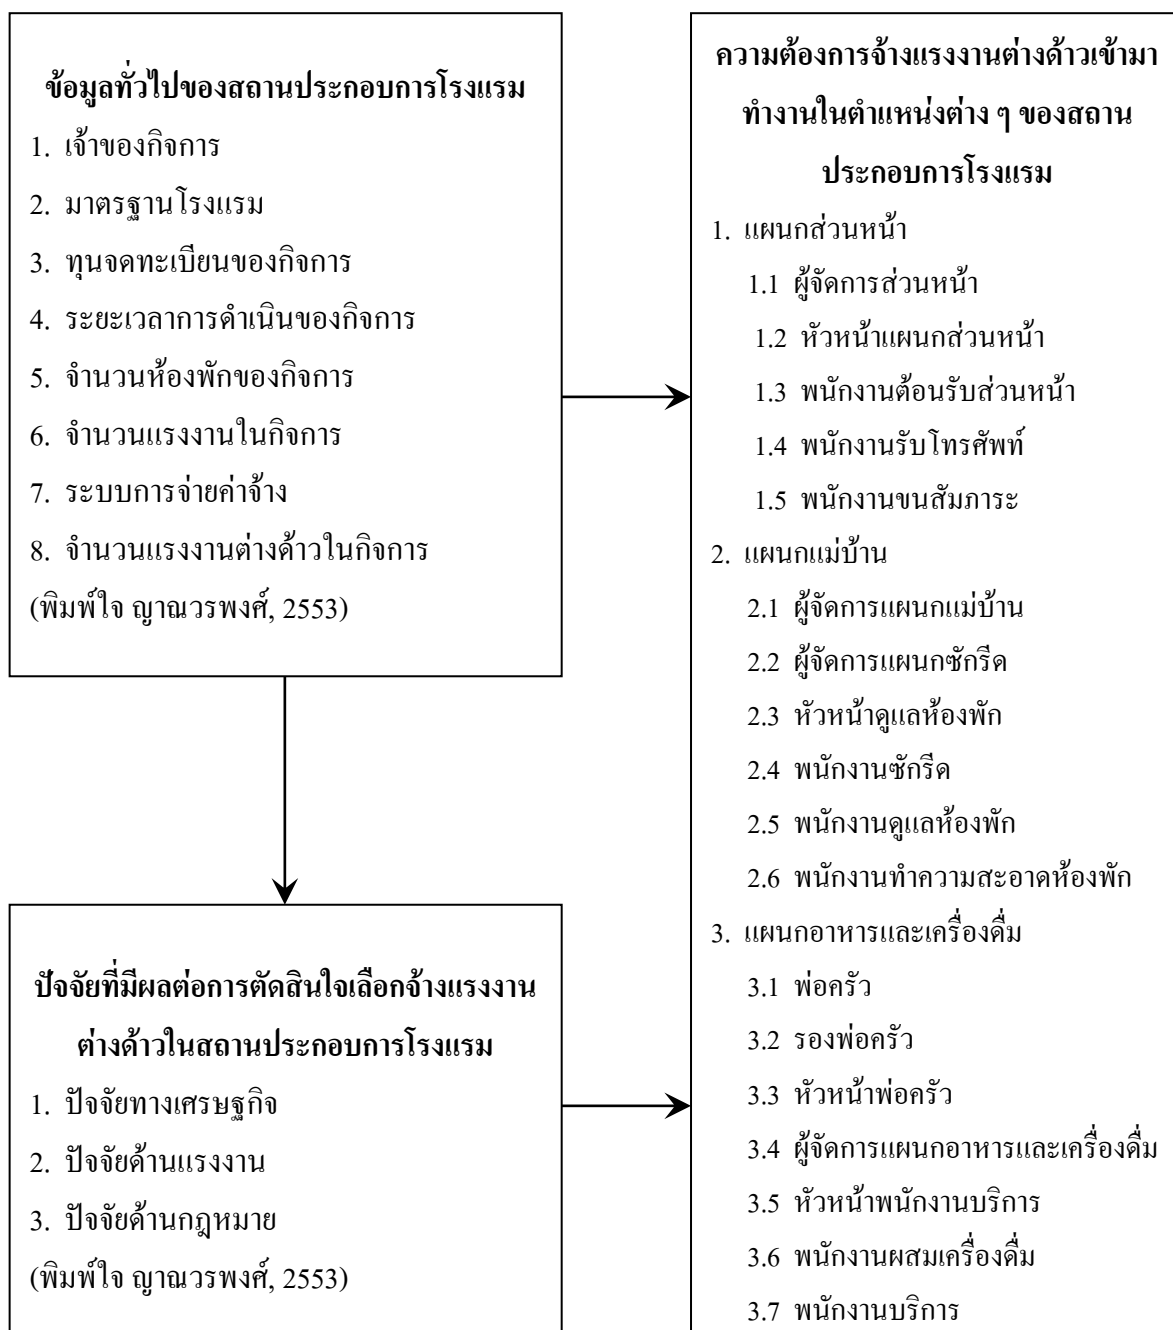 ข้อมูลทั่วไปของสถานประกอบการโรงแรม
1. เจ้าของกิจการ
2. มาตรฐานโรงแรม
3. ทุนจดทะเบียนของกิจการ
4. ระยะเวลาการดำเนินของกิจการ
5. จำนวนห้องพักของกิจการ
6. จำนวนแรงงานในกิจการ
7. ระบบการจ่ายค่าจ้าง
8. จำนวนแรงงานต่างด้าวในกิจการ
(พิมพ์ใจ ญาณวรพงศ์, 2553)
ปัจจัยที่มีผลต่อการตัดสินใจเลือกจ้างแรงงาน
ต่างด้าวในสถานประกอบการโรงแรม
1. ปัจจัยทางเศรษฐกิจ
2. ปัจจัยด้านแรงงาน
3. ปัจจัยด้านกฎหมาย
(พิมพ์ใจ ญาณวรพงศ์, 2553)
ความต้องการจ้างแรงงานต่างด้าวเข้ามา
ทำงานในตำแหน่งต่าง ๆ ของสถาน
ประกอบการโรงแรม
1. แผนกส่วนหน้า
1.1 ผู้จัดการส่วนหน้า
1.2 หัวหน้าแผนกส่วนหน้า
1.3 พนักงานต้อนรับส่วนหน้า
1.4 พนักงานรับโทรศัพท์
1.5 พนักงานขนสัมภาระ
2. แผนกแม่บ้าน
2.1 ผู้จัดการแผนกแม่บ้าน
2.2 ผู้จัดการแผนกซักรีด
2.3 หัวหน้าดูแลห้องพัก
2.4 พนักงานซักรีด
2.5 พนักงานดูแลห้องพัก
2.6 พนักงานทำความสะอาดห้องพัก
3. แผนกอาหารและเครื่องดื่ม
3.1 พ่อครัว
3.2 รองพ่อครัว
3.3 หัวหน้าพ่อครัว
3.4 ผู้จัดการแผนกอาหารและเครื่องดื่ม
3.5 หัวหน้าพนักงานบริการ
3.6 พนักงานผสมเครื่องดื่ม
3.7 พนักงานบริการ